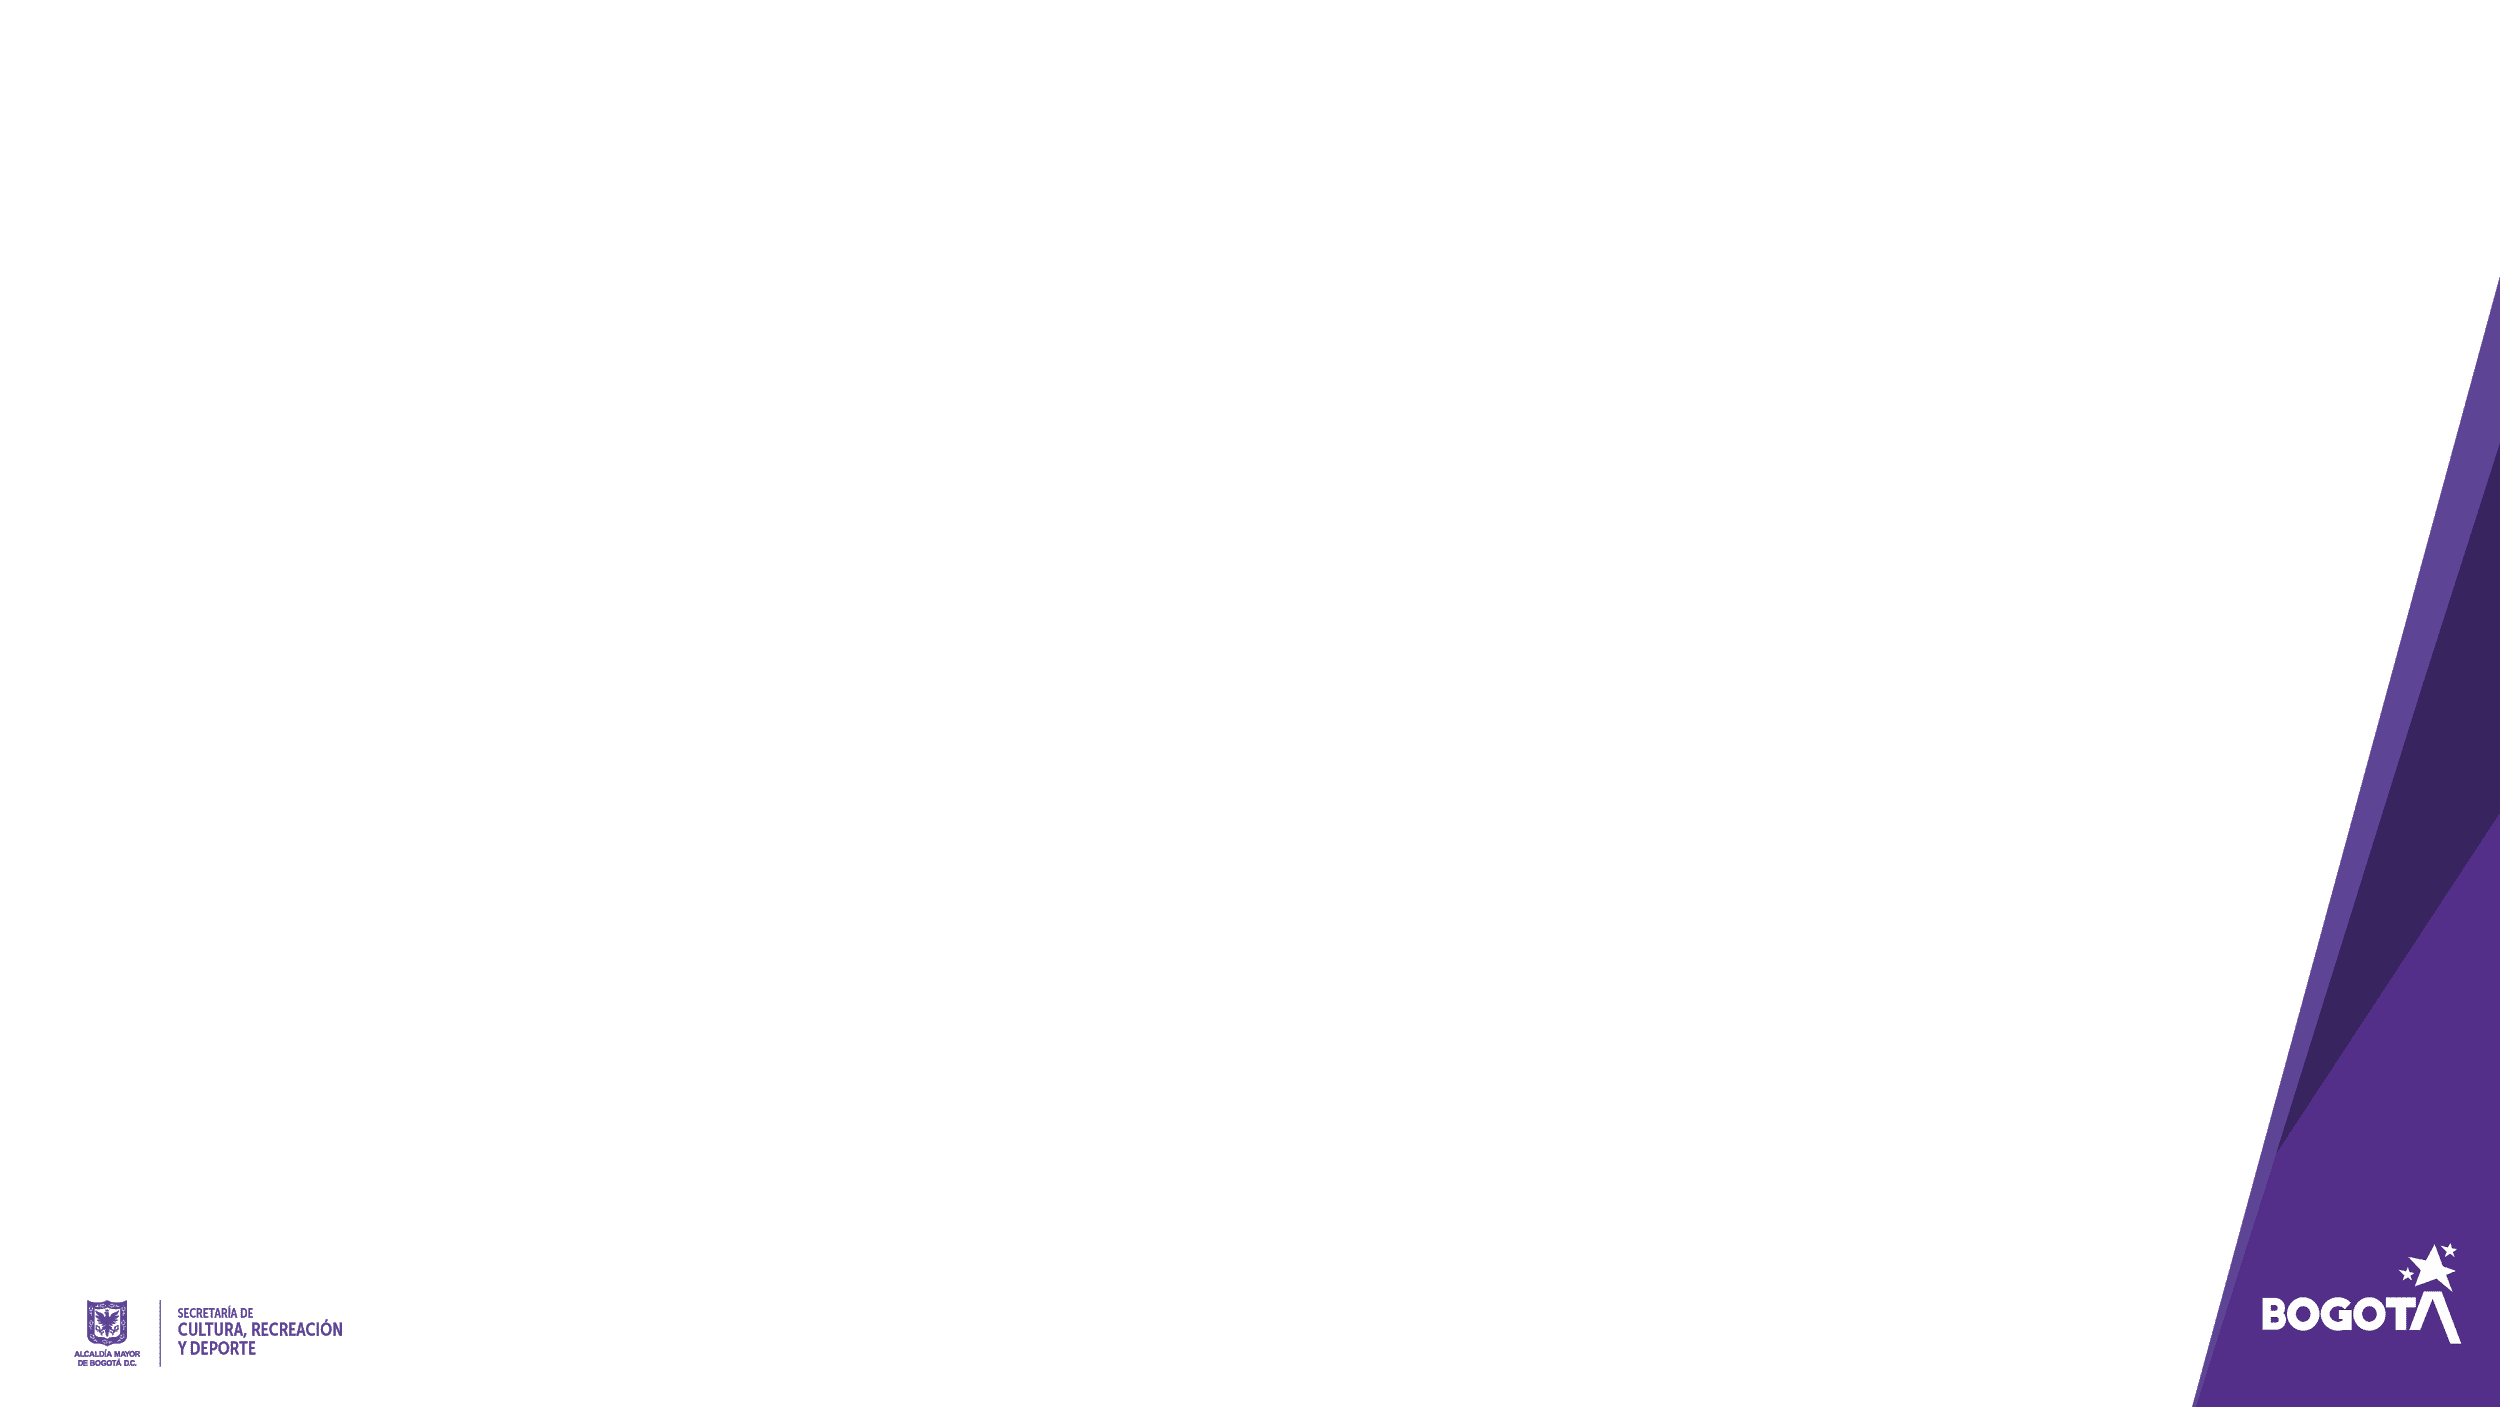 ALCALDÍA MAYOR
DE BOGOTÁ D.C.
SECRETARÍA DE
CULTURA, RECREACIÓN
Y DEPORTE
BOGOTÁ